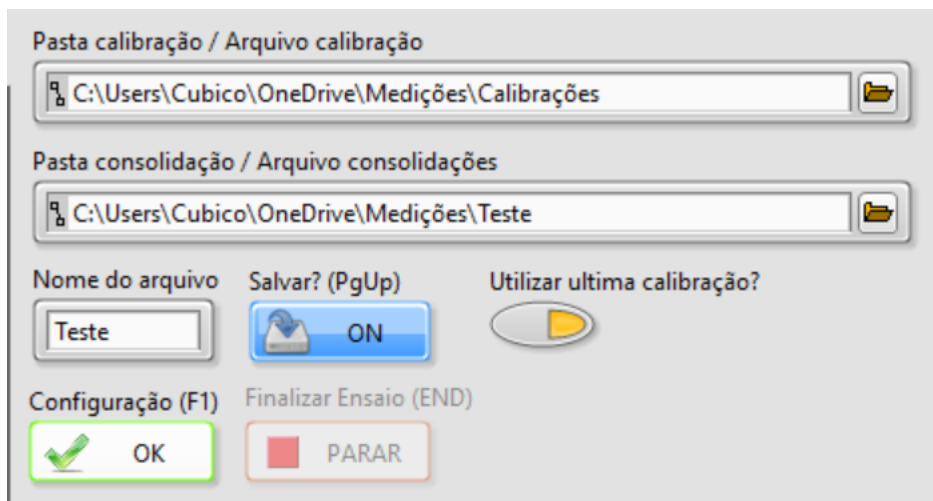 Pasta calibração / Arquivo calibração
C:\Users\Cubico\OneDrive\Medições\Calibrações
Pasta consolidação / Arquivo consolidações
C:\Users\Cubico\OneDrive\Medições\Teste
Nome do arquivo Salvar? (PgUp) Utilizar ultima calibração?
Teste ON
Configuração (F1) Finalizar Ensaio (END)
OK PARAR